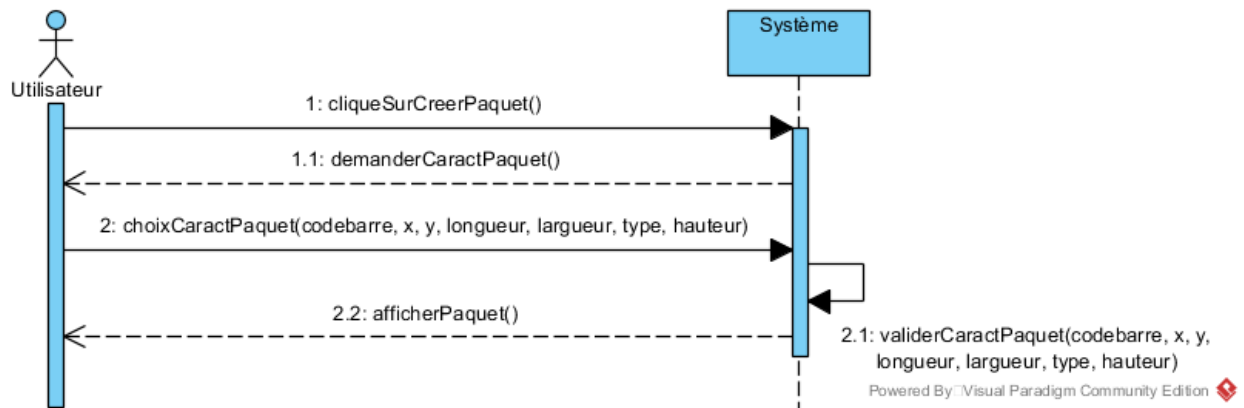 Système
Utilisateur
1: cliqueSurCreerPaquet()
1.1: demanderCaractPaquet()
2: choixCaractPaquet(codebarre, x, y, longueur, largueur, type, hauteur)
2.2: afficherPaquet()
2.1: validerCaractPaquet(codebarre, x, y,
longueur, largueur, type, hauteur)
Powered By Visual Paradigm Community Edition